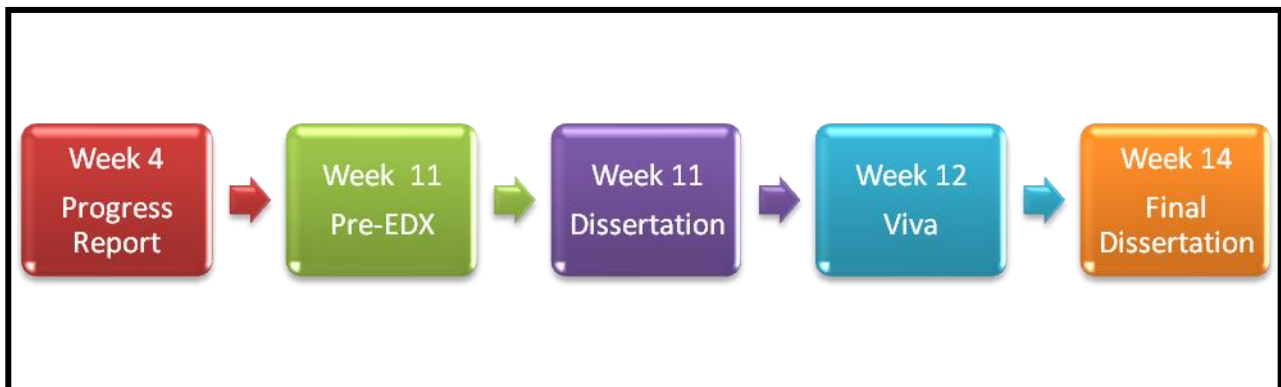 Week 4
Progress
Report
Week 11
Pre-EDX
Week 11
Dissertation
Week 12
Viva
Week 14
Final
Dissertation